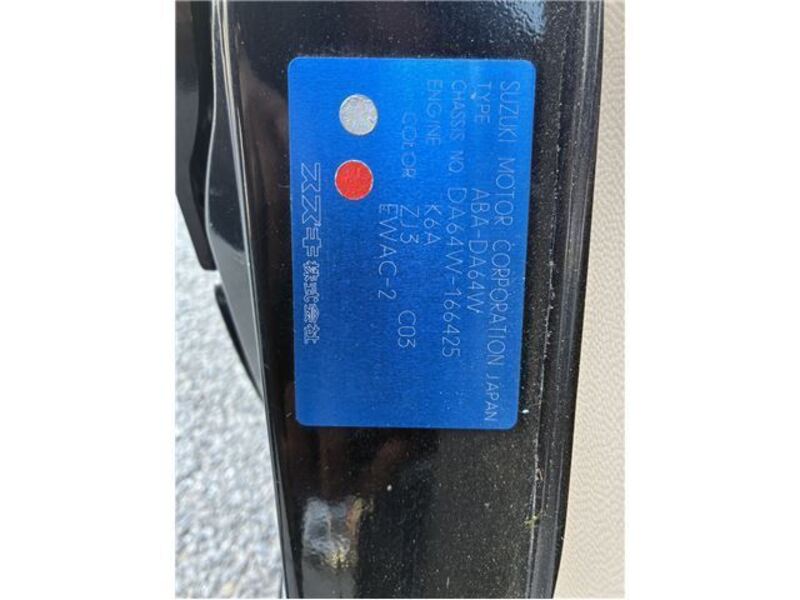 SUZUKI MOTOR CORPORATION JAPAN
TYPE ABA-DA64W
CHASSIS NO. DA64W-166425
ENGINE K6A
COLOR ZJ3 C03
EWAC-2
スズキ株式会社